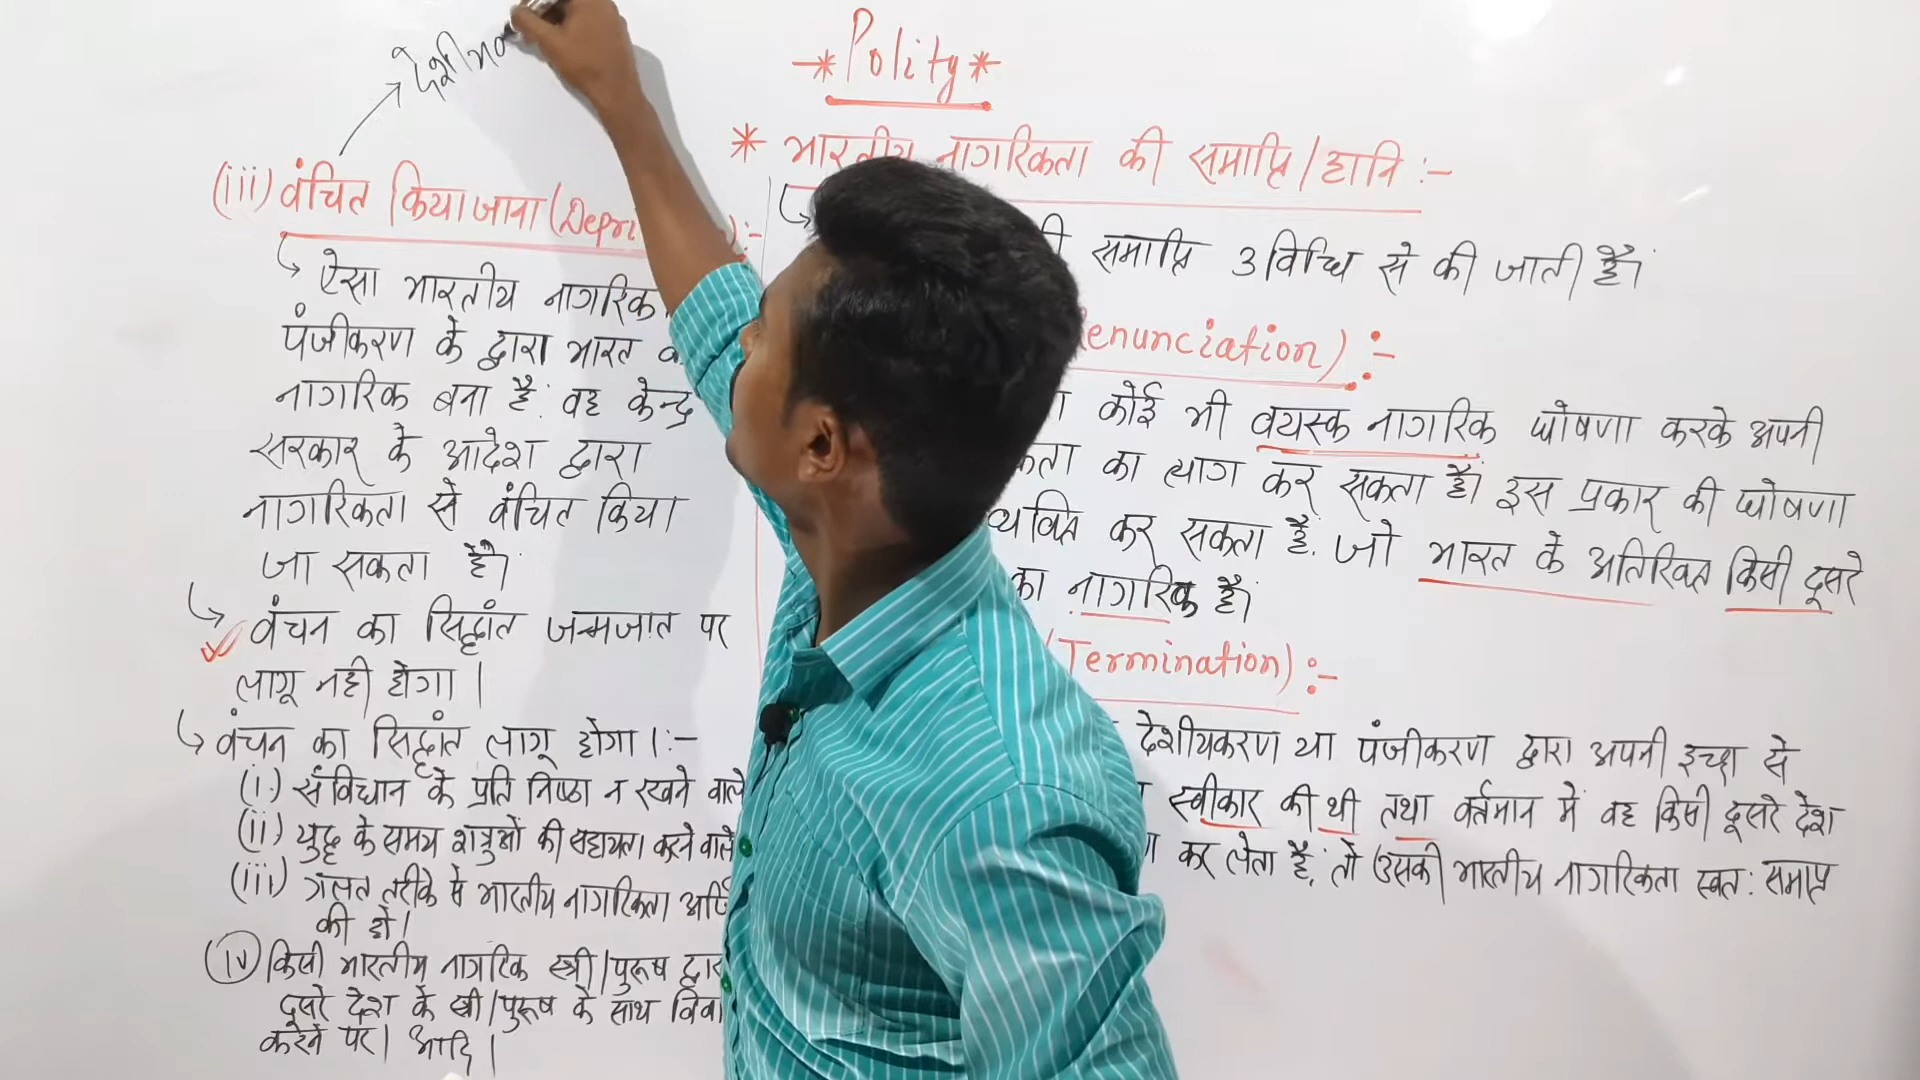 *Polity*
* भारतीय नागरिकता की समाप्ति/हानि :-
समाप्ति 3 विधि से की जाती है।
enunciation) :-
कोई भी वयस्क नागरिक घोषणा करके अपनी
कता का त्याग कर सकता है। इस प्रकार की घोषणा
व्यक्ति कर सकता है. जो भारत के अतिरिक्त किसी दूसरे
का नागरिक है।
(Termination) :-
देशीयकरण या पंजीकरण द्वारा अपनी इच्छा से
स्वीकार की थी तथा वर्तमान में वह किसी दूसरे देश
कर लेता है, तो उसकी भारतीय नागरिकता स्वत: समाप्त
देशीयक
(iii) वंचित किया जाना (Depri
ऐसा भारतीय नागरिक
पंजीकरण के द्वारा भारत
नागरिक बना है. वह केन्द्र
सरकार के आदेश द्वारा
नागरिकता से वंचित किया
जा सकता है।
वंचन का सिद्धांत जन्मजात पर
लागू नही होगा।
वंचन का सिद्धांत लागू होगा।:-
(i) संविधान के प्रति निष्ठा न रखने वाले
(ii) युद्ध के समय शत्रुओं की सहायता करने वाले
(iii) गलत तरीके से भारतीय नागरिकता अर्जि
की हो।
(iv) किसी भारतीय नागरिक स्त्री/पुरूष द्वार
दूसरे देश के स्त्री/पुरूष के साथ विवा
करने पर। आदि।